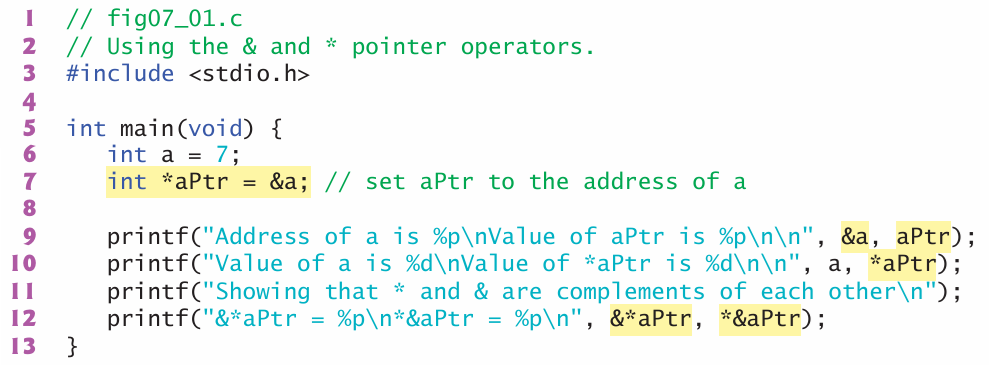 1 // fig07_01.c
2 // Using the & and * pointer operators.
3 #include <stdio.h>
4
5 int main(void) {
6    int a = 7;
7    int *aPtr = &a; // set aPtr to the address of a
8
9    printf("Address of a is %p\nValue of aPtr is %p\n\n", &a, aPtr);
10    printf("Value of a is %d\nValue of *aPtr is %d\n\n", a, *aPtr);
11    printf("Showing that * and & are complements of each other\n");
12    printf("&*aPtr = %p\n*&aPtr = %p\n", &*aPtr, *&aPtr);
13 }